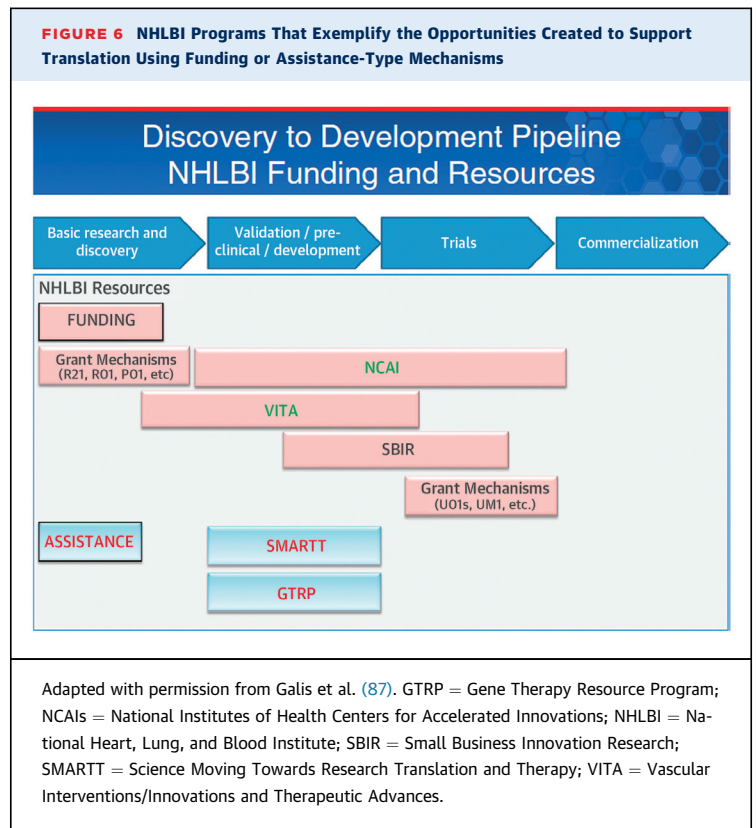 FIGURE 6 NHLBI Programs That Exemplify the Opportunities Created to Support
Translation Using Funding or Assistance-Type Mechanisms
Discovery to Development Pipeline
NHLBI Funding and Resources
Basic research and
discovery
Validation / pre-
clinical / development
Trials
Commercialization
NHLBI Resources
FUNDING
Grant Mechanisms
(R21, RO1, PO1, etc)
NCAI
VITA
SBIR
Grant Mechanisms
(UO1s, UM1, etc.)
ASSISTANCE
SMARTT
GTRP
Adapted with permission from Galis et al. (87). GTRP = Gene Therapy Resource Program;
NCAIs = National Institutes of Health Centers for Accelerated Innovations; NHLBI = Na-
tional Heart, Lung, and Blood Institute; SBIR = Small Business Innovation Research;
SMARTT = Science Moving Towards Research Translation and Therapy; VITA = Vascular
Interventions/Innovations and Therapeutic Advances.